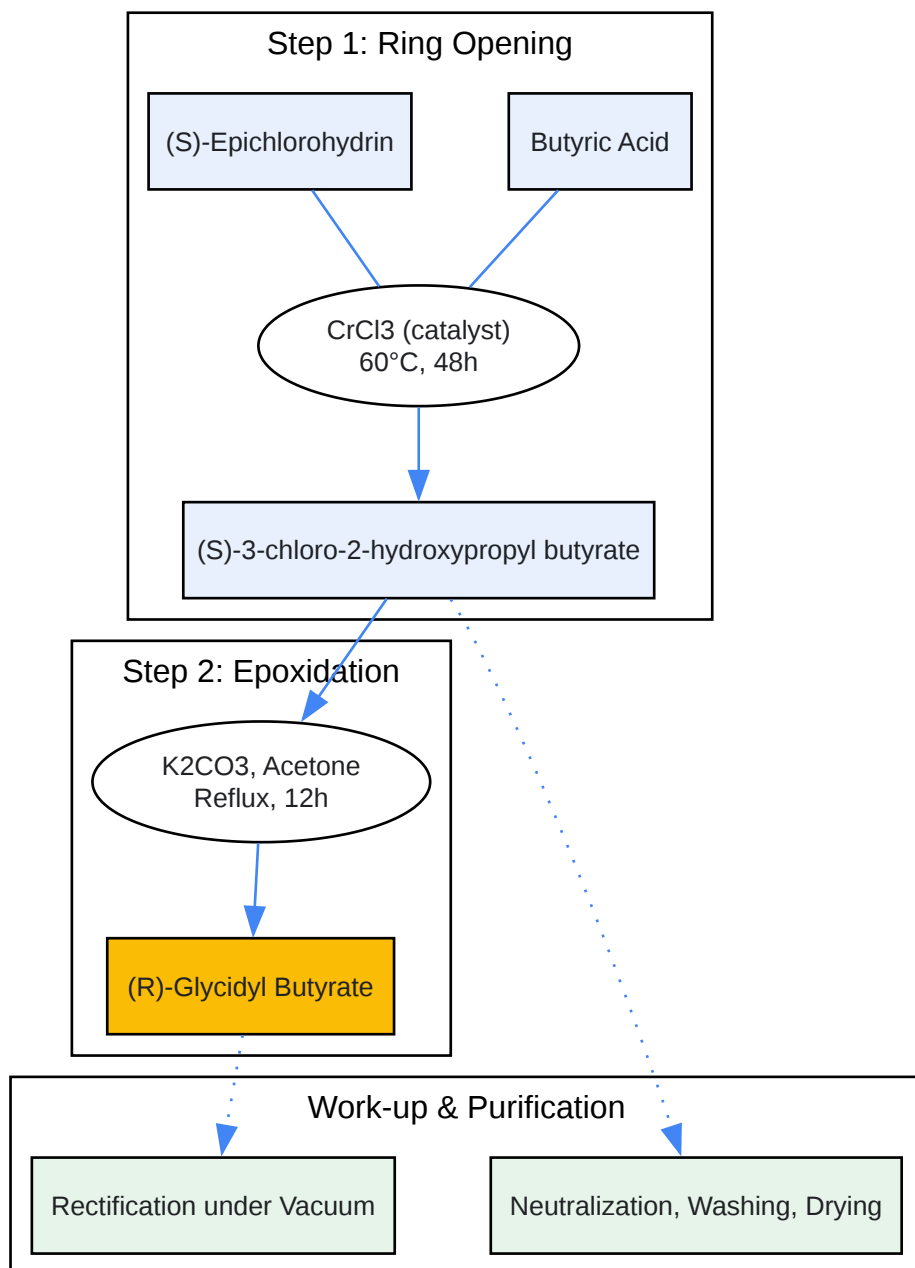 Step 1: Ring Opening
(S)-Epichlorohydrin
Butyric Acid
CrCl3 (catalyst)
60°C, 48h
(S)-3-chloro-2-hydroxypropyl butyrate
Step 2: Epoxidation
K2CO3, Acetone
Reflux, 12h
(R)-Glycidyl Butyrate
Work-up & Purification
Rectification under Vacuum
Neutralization, Washing, Drying